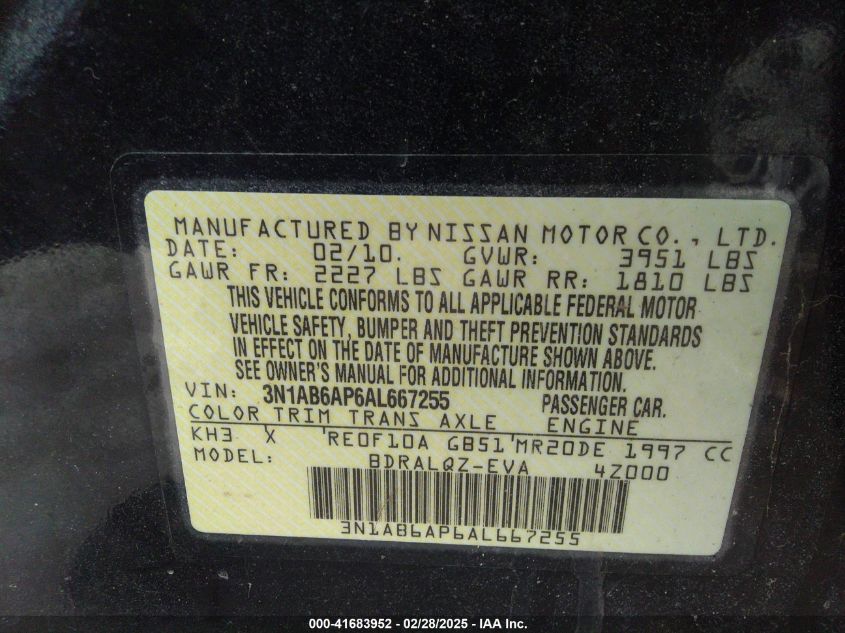 MANUFACTURED BY NISSAN MOTOR CO., LTD.
DATE: 02/10. GVWR: 3951 LBS
GAWR FR: 2227 LBS GAWR RR: 1810 LBS
THIS VEHICLE CONFORMS TO ALL APPLICABLE FEDERAL MOTOR
VEHICLE SAFETY, BUMPER AND THEFT PREVENTION STANDARDS
IN EFFECT ON THE DATE OF MANUFACTURE SHOWN ABOVE.
SEE OWNER'S MANUAL FOR ADDITIONAL INFORMATION.
VIN: 3N1AB6AP6AL667255 PASSENGER CAR.
COLOR TRIM TRANS AXLE ENGINE
KH3 X RE0F10A GB51 MR20DE 1997 CC
MODEL: BDRALQZ-EVA 4Z000
3N1AB6AP6AL667255
000-41683952 - 02/28/2025 - IAA Inc.